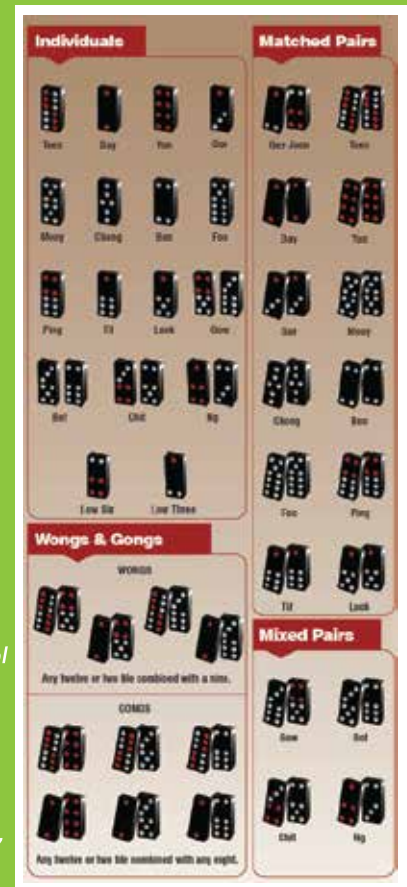 Individuals
Teen Day Yun Gor
Mooy Chong Bon Foo
Ping Tit Look Gow
Bot Chit Ng
Low Six Low Three
Wongs & Gongs
WONGS
Any twelve or two tile combined with a nine.
GONGS
Any twelve or two tile combined with any eight.
Matched Pairs
Gee Joon Teen
Day Yun
Gor Mooy
Chong Bon
Foo Ping
Tit Look
Mixed Pairs
Gow Bot
Chit Ng